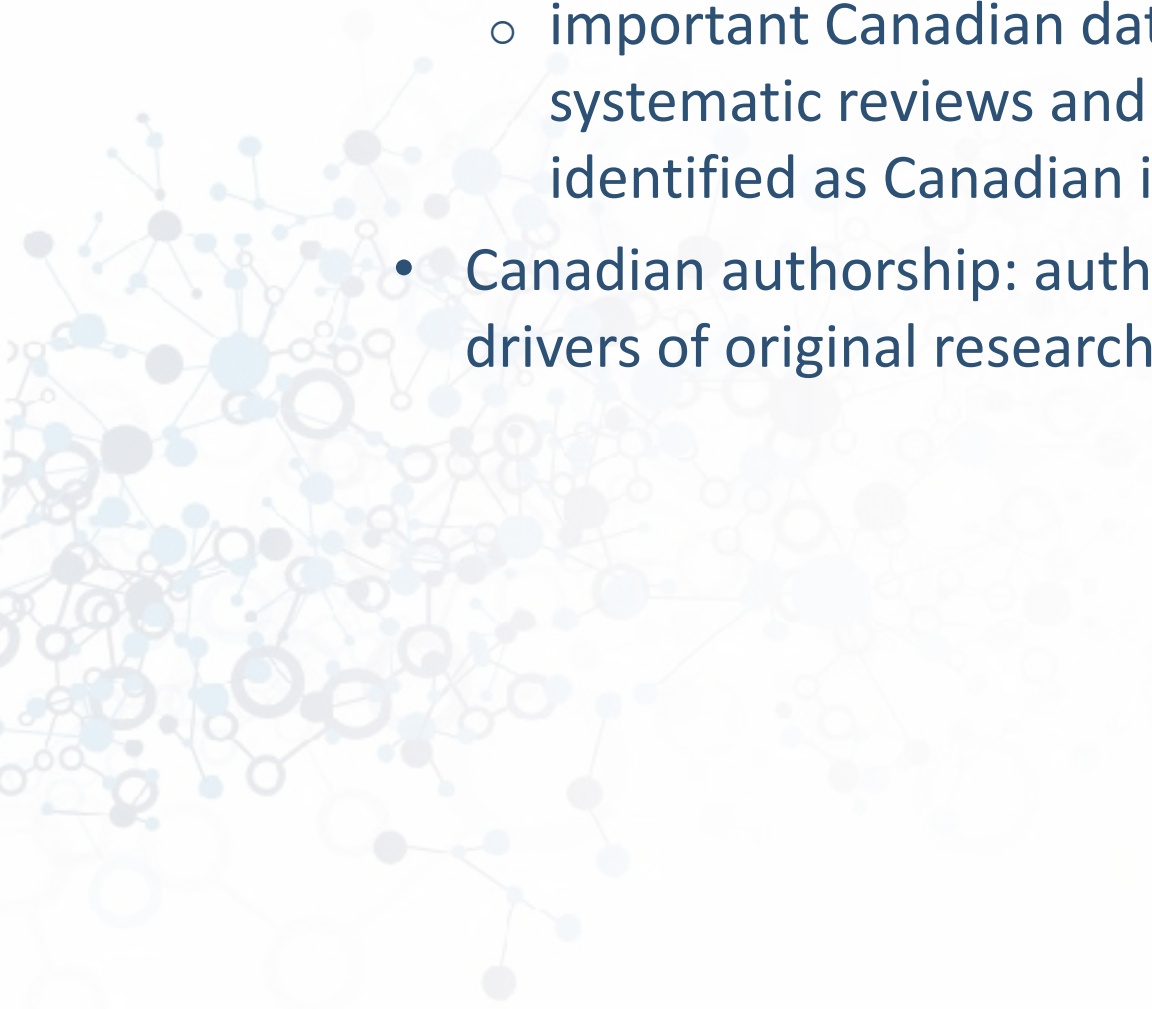 ○ important Canadian dat
systematic reviews and
identified as Canadian i
• Canadian authorship: auth
drivers of original research